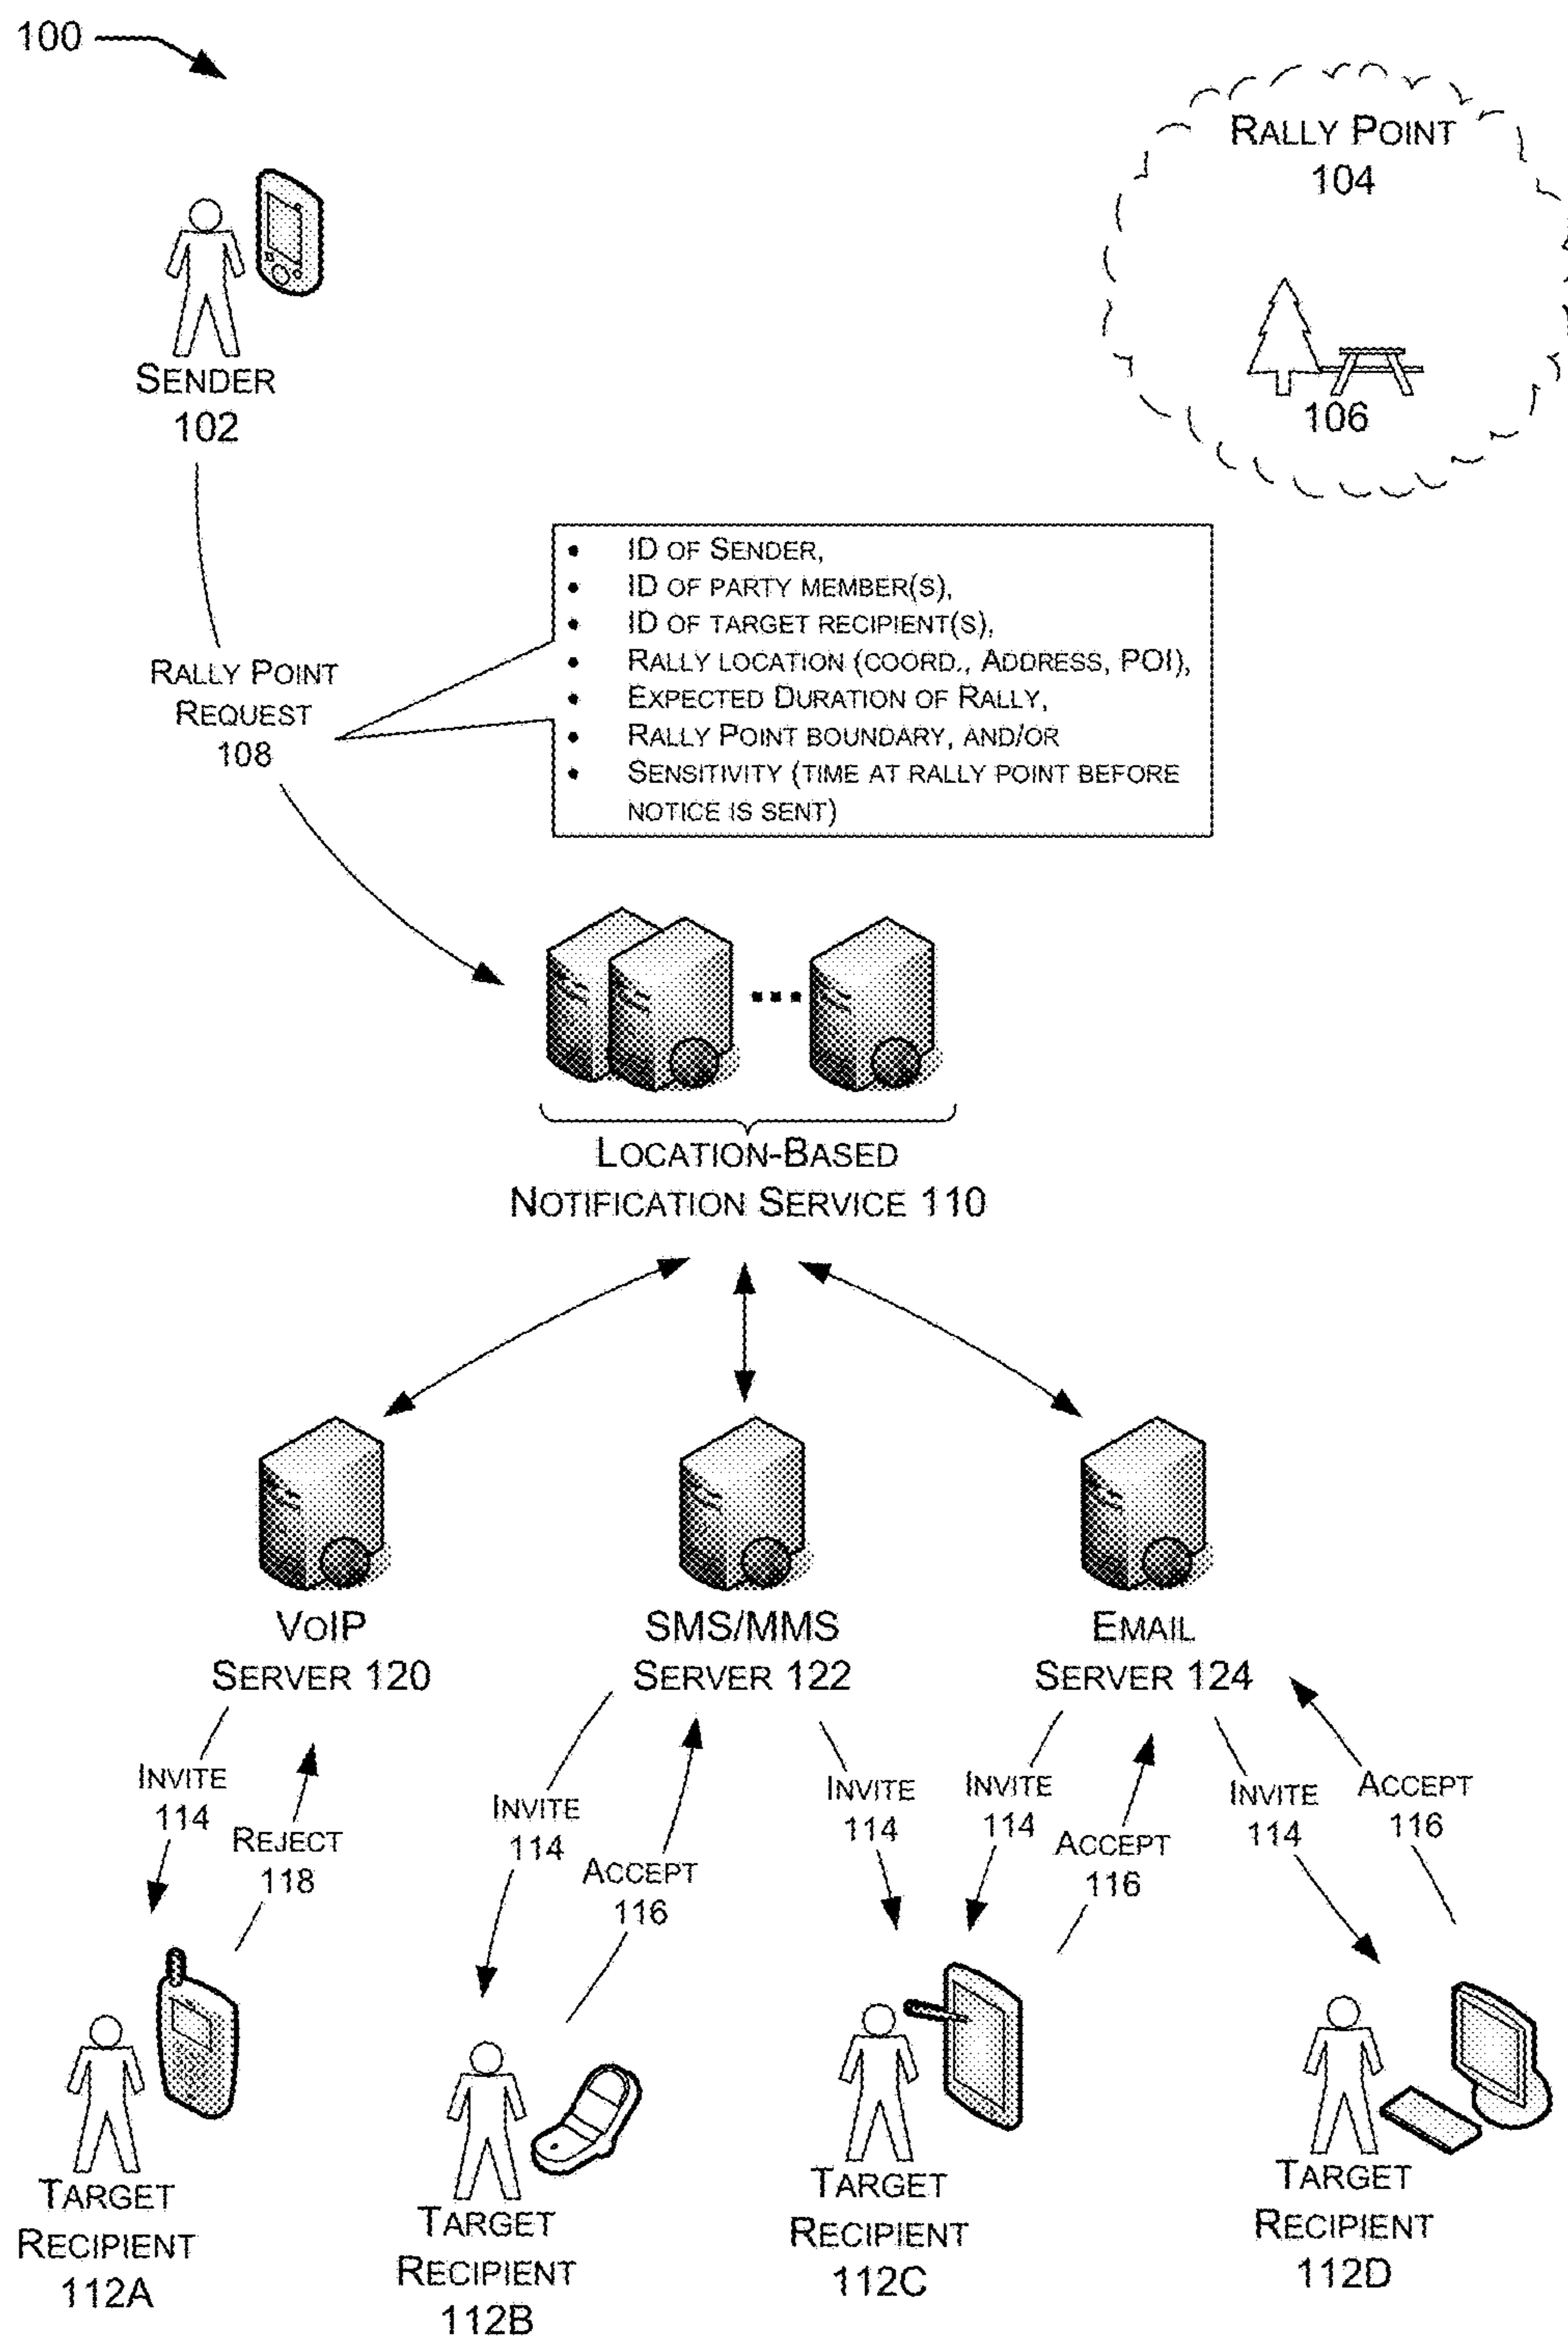 100
RALLY POINT
104
106
SENDER
102
RALLY POINT
REQUEST
108
• ID OF SENDER,
• ID OF PARTY MEMBER(S),
• ID OF TARGET RECIPIENT(S),
• RALLY LOCATION (COORD., ADDRESS, POI),
• EXPECTED DURATION OF RALLY,
• RALLY POINT BOUNDARY, AND/OR
• SENSITIVITY (TIME AT RALLY POINT BEFORE
NOTICE IS SENT)
LOCATION-BASED
NOTIFICATION SERVICE 110
VOIP
SERVER 120
SMS/MMS
SERVER 122
EMAIL
SERVER 124
INVITE
114
REJECT
118
INVITE
114
ACCEPT
116
INVITE
114
INVITE
114
ACCEPT
116
INVITE
114
ACCEPT
116
TARGET
RECIPIENT
112A
TARGET
RECIPIENT
112B
TARGET
RECIPIENT
112C
TARGET
RECIPIENT
112D